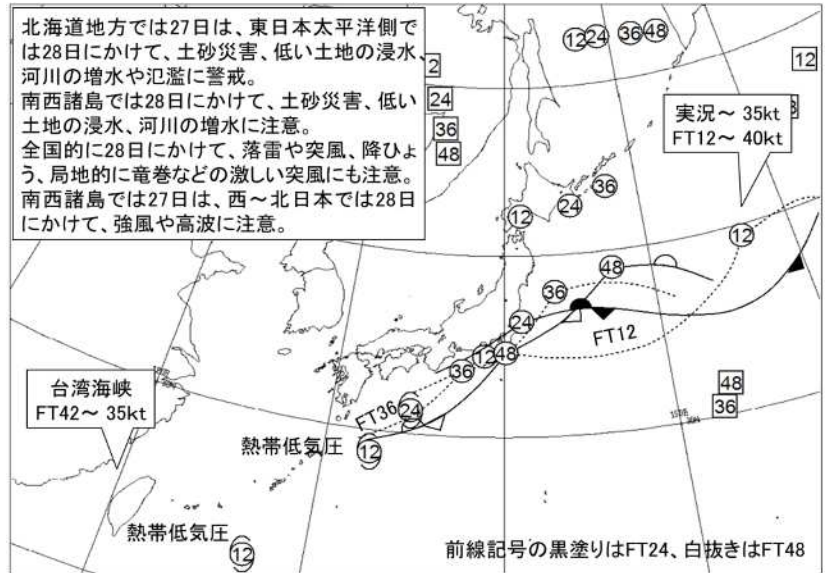 北海道地方では27日は、東日本太平洋側で
は28日にかけて、土砂災害、低い土地の浸水、
河川の増水や氾濫に警戒。
南西諸島では28日にかけて、土砂災害、低い
土地の浸水、河川の増水に注意。
全国的に28日にかけて、落雷や突風、降ひょ
う、局地的に竜巻などの激しい突風にも注意。
南西諸島では27日は、西～北日本では28日
にかけて、強風や高波に注意。
12 24 36 48
12
2
24
36
48
実況～ 35kt
FT12～ 40kt
36
24
12
12
48
36
24
FT12
12 48
36
48
36
台湾海峡
FT42～ 35kt
FT36
24
熱帯低気圧
12
熱帯低気圧
12
前線記号の黒塗りはFT24、白抜きはFT48